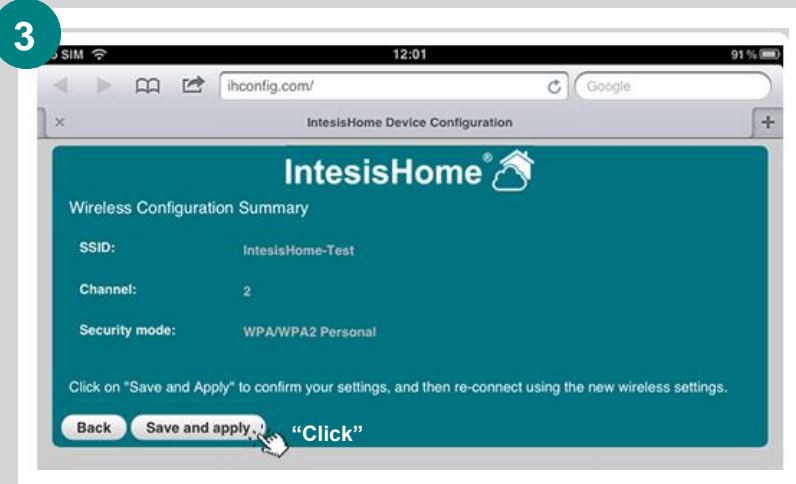 3
SIM 12:01 91%
ihconfig.com/ Google
× IntesisHome Device Configuration +
IntesisHome®
Wireless Configuration Summary
SSID: IntesisHome-Test
Channel: 2
Security mode: WPA/WPA2 Personal
Click on "Save and Apply" to confirm your settings, and then re-connect using the new wireless settings.
Back Save and apply “Click”